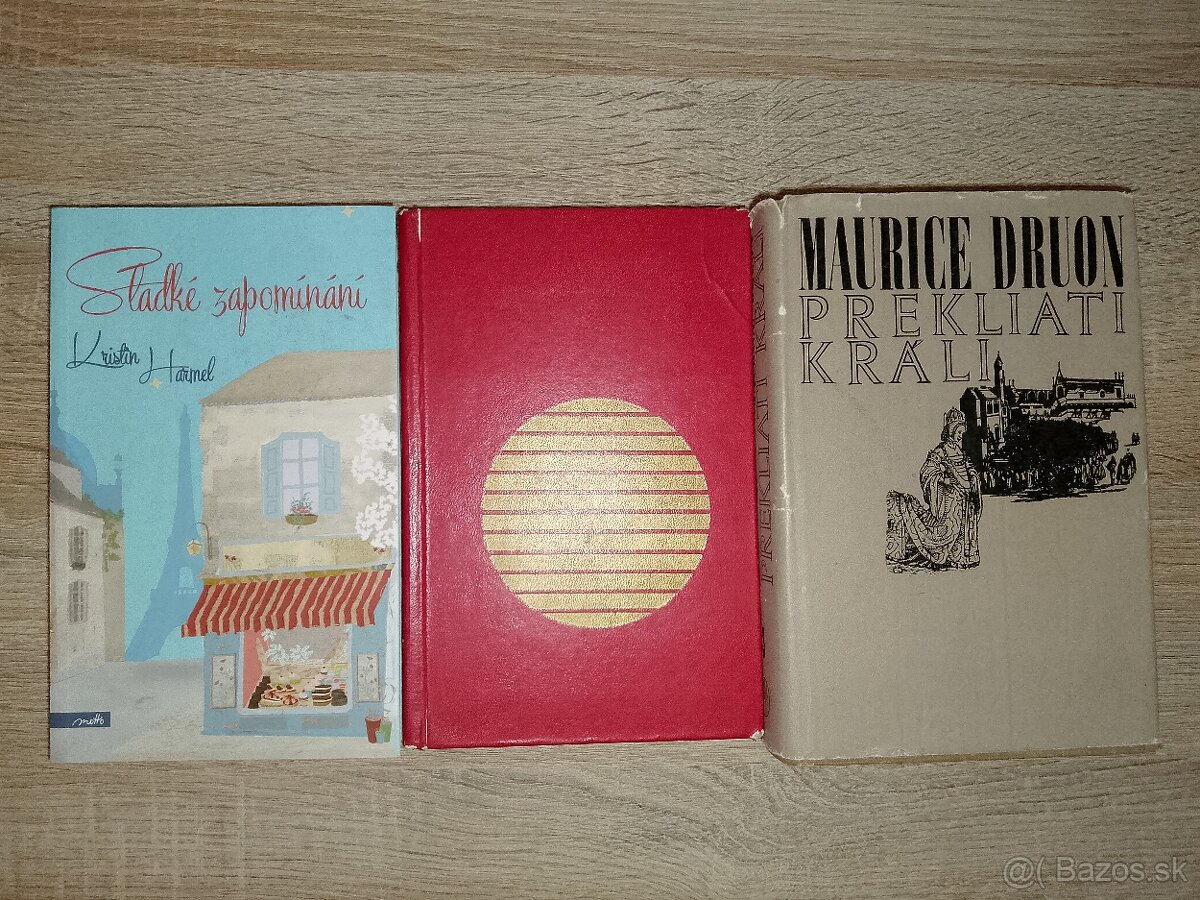 Sladké zapomínání
Kristin Harmel
motto
PREKLIATI KRÁLI
MAURICE DRUON
PREKLIATI
KRÁLI
@( Bazos.sk